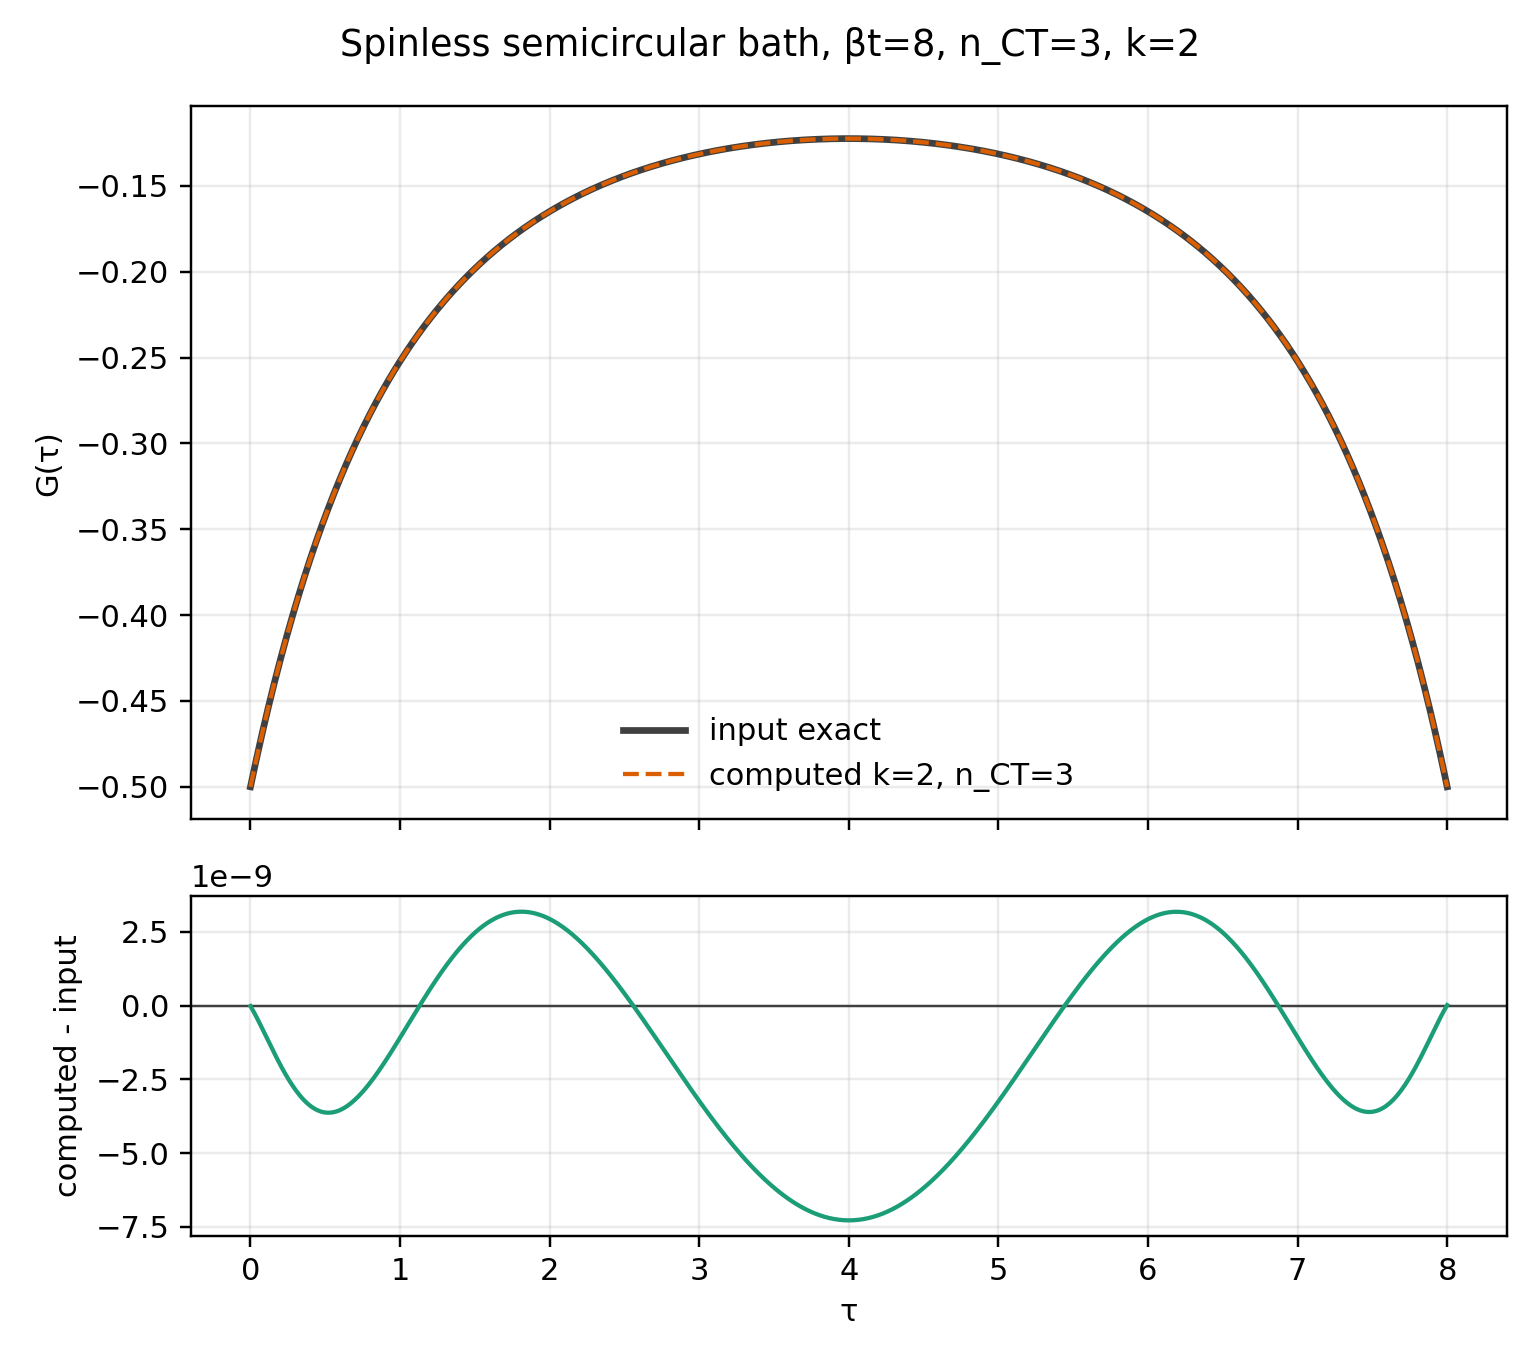 Spinless semicircular bath, βt=8, n_CT=3, k=2
G(τ)
−0.15
−0.20
−0.25
−0.30
−0.35
−0.40
−0.45
−0.50
input exact
computed k=2, n_CT=3
1e−9
computed - input
2.5
0.0
−2.5
−5.0
−7.5
0 1 2 3 4 5 6 7 8
τ